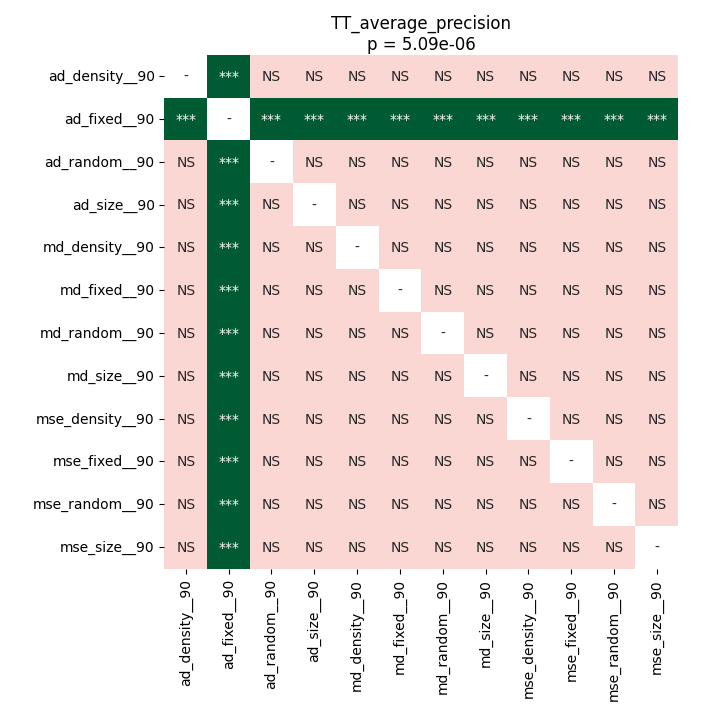 TT_average_precision
p = 5.09e-06
ad_density__90 - *** NS NS NS NS NS NS NS NS NS NS
ad_fixed__90 *** - *** *** *** *** *** *** *** *** *** ***
ad_random__90 NS *** - NS NS NS NS NS NS NS NS NS
ad_size__90 NS *** NS - NS NS NS NS NS NS NS NS
md_density__90 NS *** NS NS - NS NS NS NS NS NS NS
md_fixed__90 NS *** NS NS NS - NS NS NS NS NS NS
md_random__90 NS *** NS NS NS NS - NS NS NS NS NS
md_size__90 NS *** NS NS NS NS NS - NS NS NS NS
mse_density__90 NS *** NS NS NS NS NS NS - NS NS NS
mse_fixed__90 NS *** NS NS NS NS NS NS NS - NS NS
mse_random__90 NS *** NS NS NS NS NS NS NS NS - NS
mse_size__90 NS *** NS NS NS NS NS NS NS NS NS -
ad_density__90
ad_fixed__90
ad_random__90
ad_size__90
md_density__90
md_fixed__90
md_random__90
md_size__90
mse_density__90
mse_fixed__90
mse_random__90
mse_size__90